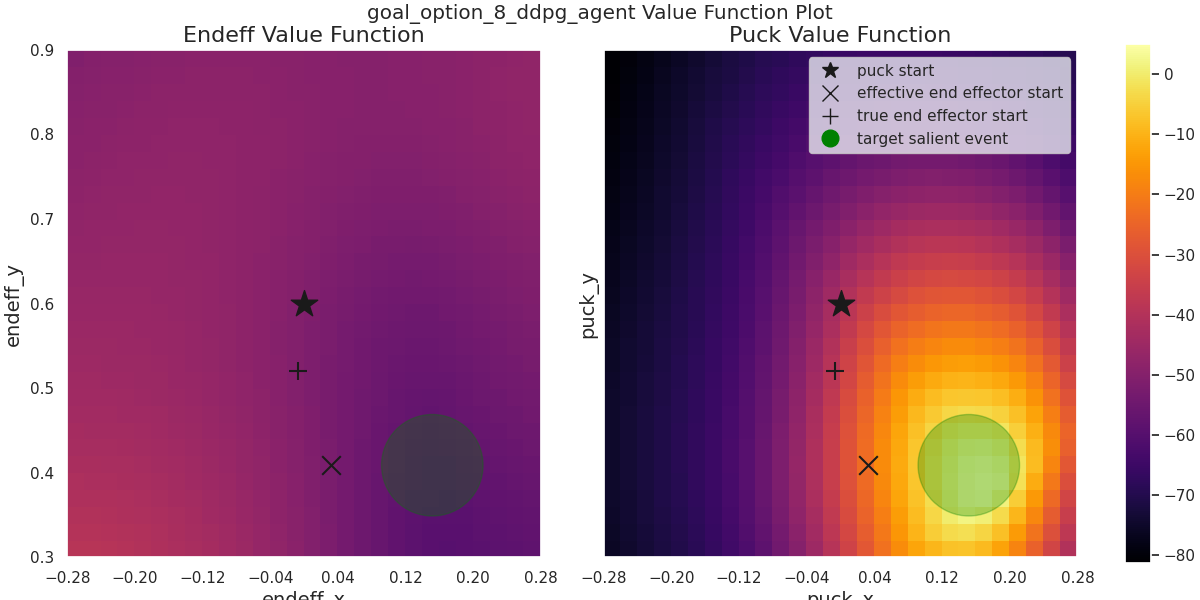 goal_option_8_ddpg_agent Value Function Plot
Endeff Value Function
Puck Value Function
0.9
0.8
0.7
0.6
0.5
0.4
0.3
endeff_y
−0.28 −0.20 −0.12 −0.04 0.04 0.12 0.20 0.28
endeff_x
puck start
effective end effector start
true end effector start
target salient event
puck_y
−0.28 −0.20 −0.12 −0.04 0.04 0.12 0.20 0.28
puck_x
0
−10
−20
−30
−40
−50
−60
−70
−80